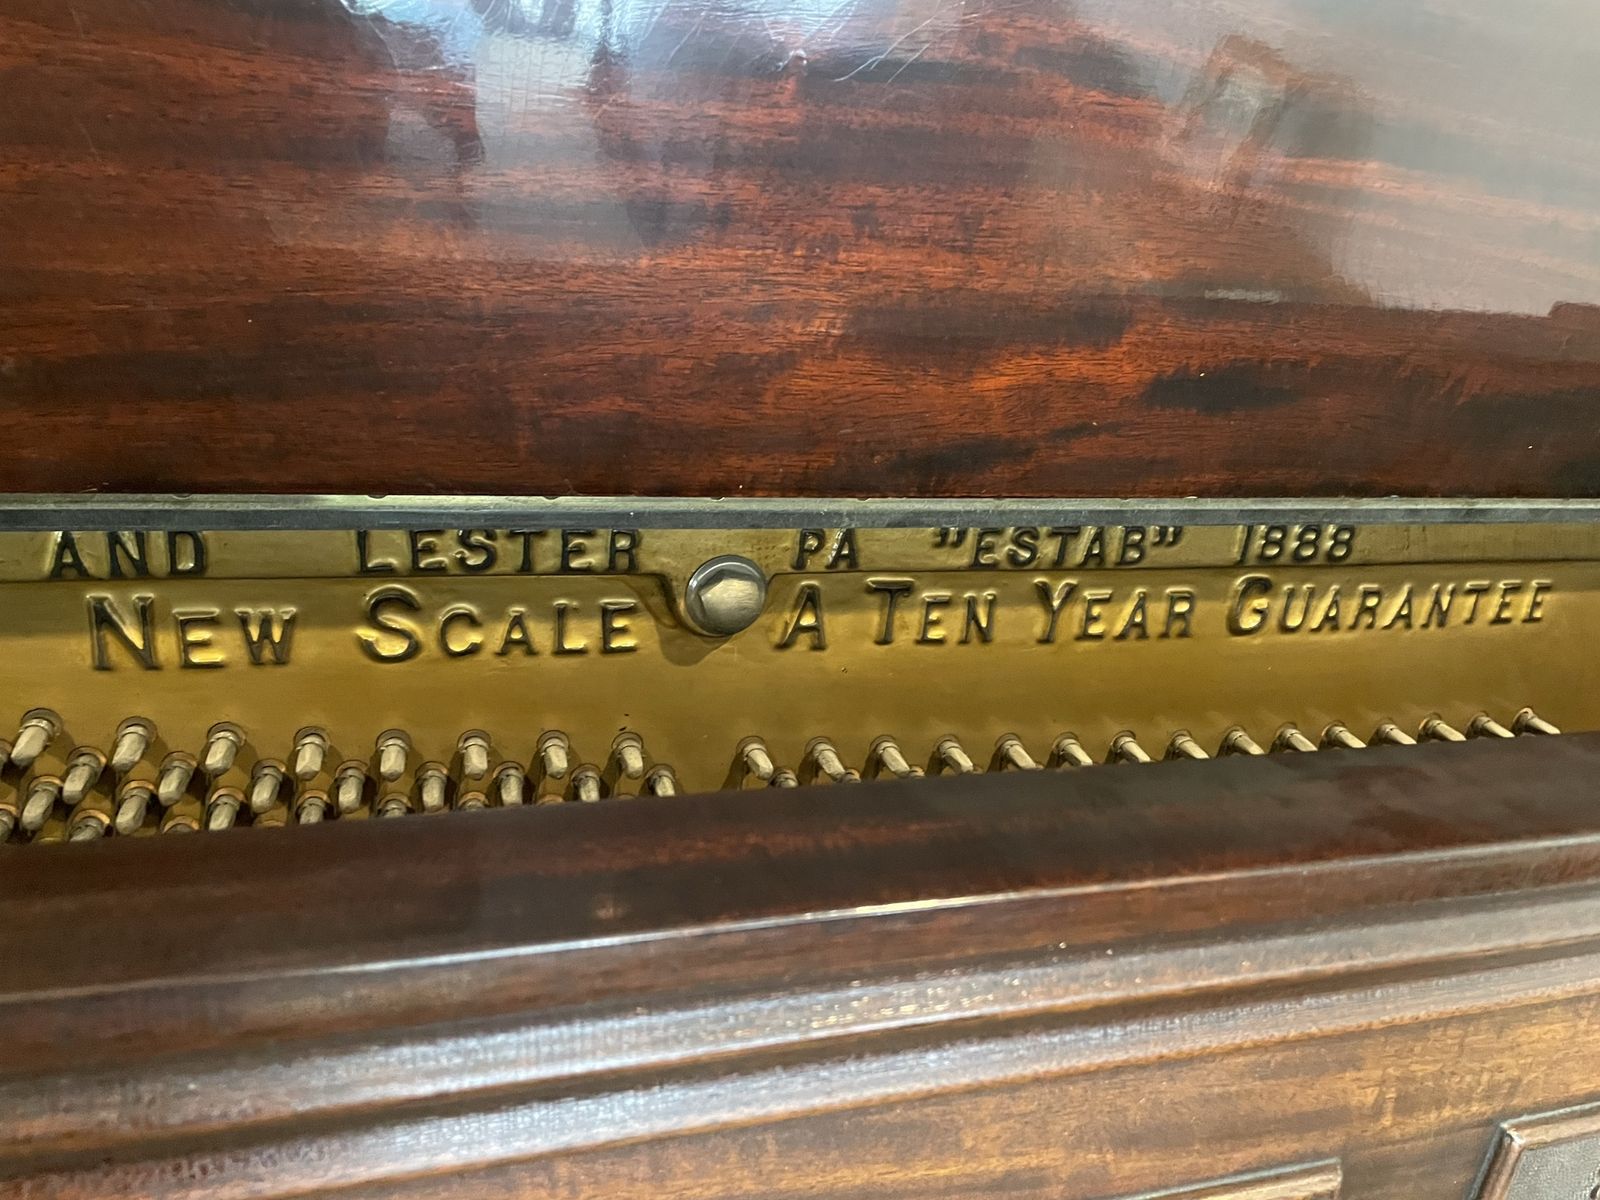 AND LESTER PA "ESTAB" 1888
NEW SCALE A TEN YEAR GUARANTEE